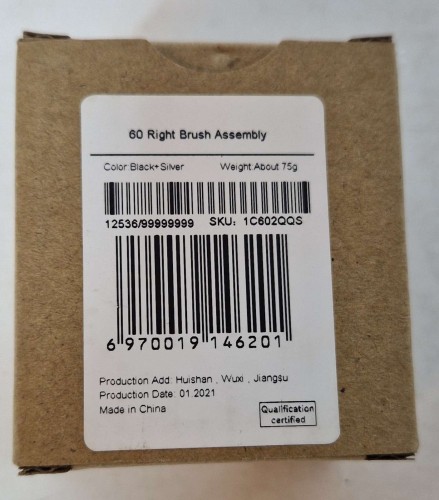 60 Right Brush Assembly
Color:Black+Silver Weight:About 75g
12536/99999999 SKU: 1C602QQS
6 970019 146201
Production Add: Huishan , Wuxi , Jiangsu
Production Date: 01.2021
Made in China
Qualification
certified